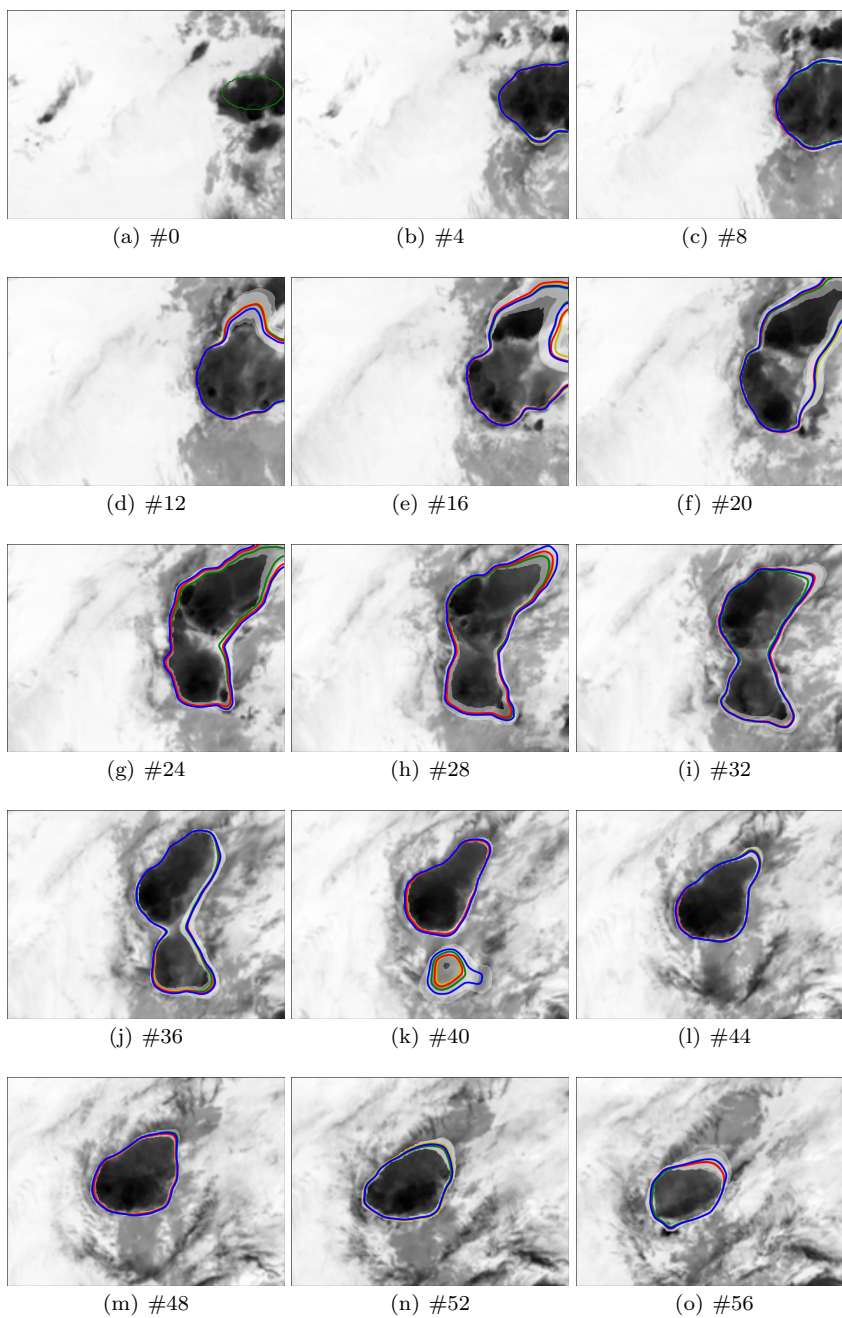 (a) #0 (b) #4 (c) #8
(d) #12 (e) #16 (f) #20
(g) #24 (h) #28 (i) #32
(j) #36 (k) #40 (l) #44
(m) #48 (n) #52 (o) #56